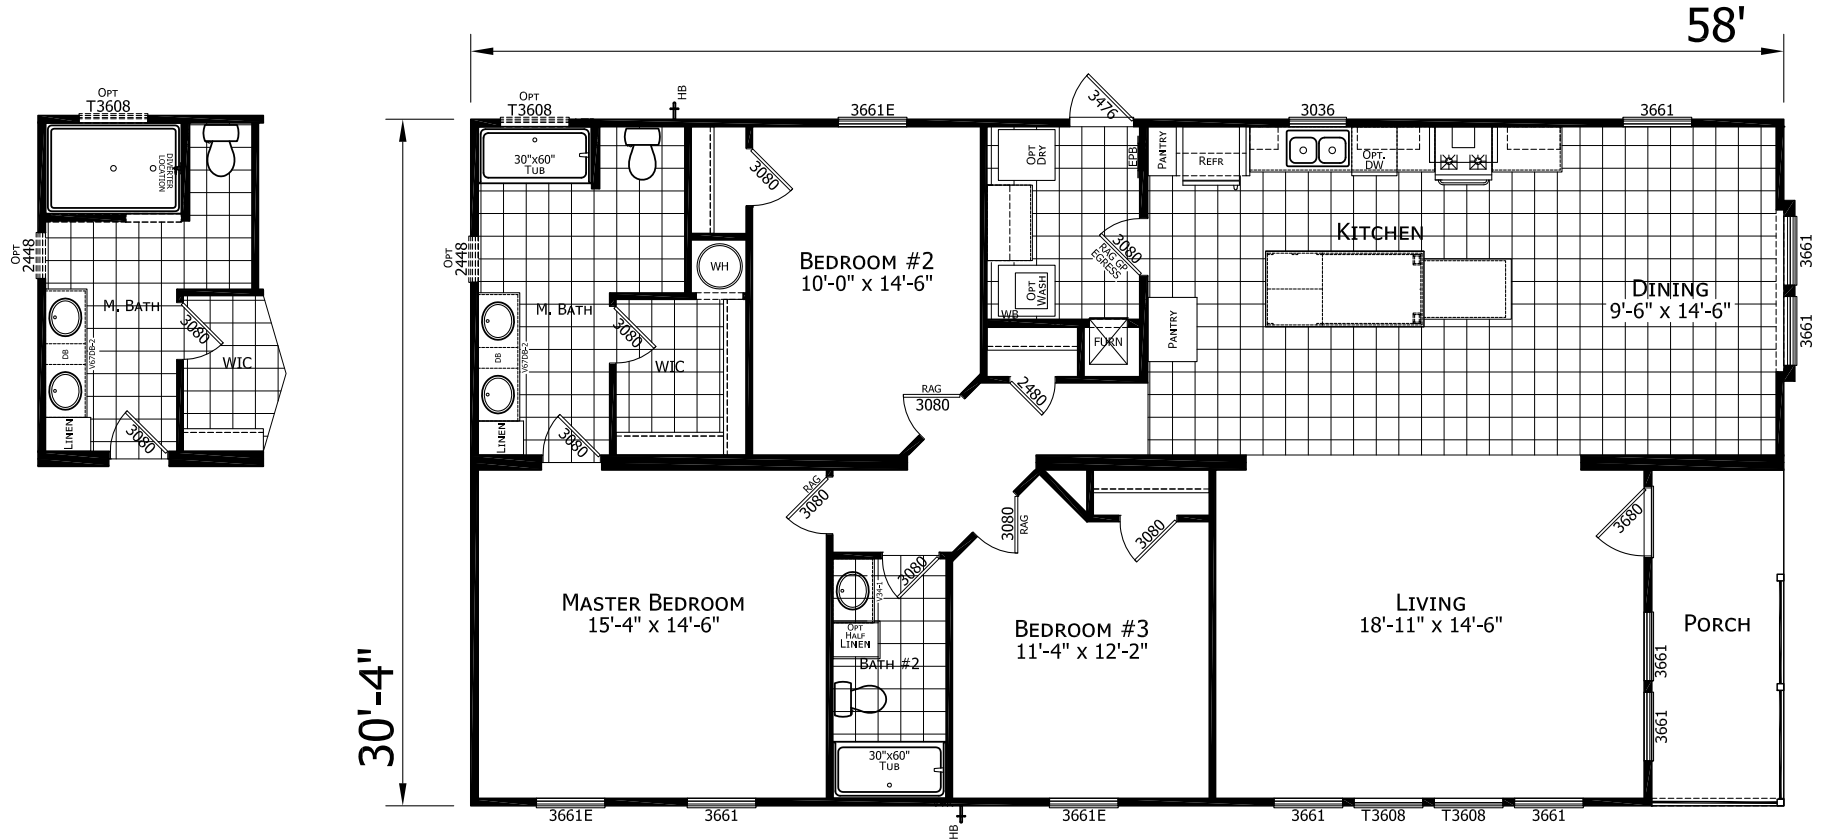 58'
OPT
T3608
DIVERTER
LOCATION
OPT
2448
M. BATH
3080
DB
V67DB-2
WIC
LINEN
3080
30'-4"
OPT
T3608
HB
3661E
3476
3036
3661
30"x60"
TUB
3080
OPT
DRY
EPB
PANTRY
REFR
OPT.
DW
OPT
2448
WH
BEDROOM #2
10'-0" X 14'-6"
3080
RAG GP
EGRESS
KITCHEN
3661
OPT
WASH
WB
DINING
9'-6" X 14'-6"
M. BATH
3080
DB
V67DB-2
WIC
FURN
PANTRY
3661
RAG
3080
2480
LINEN
3080
RAG
3080
3080
RAG
3080
3680
3080
V34-1
OPT
HALF
LINEN
BATH #2
MASTER BEDROOM
15'-4" X 14'-6"
BEDROOM #3
11'-4" X 12'-2"
LIVING
18'-11" X 14'-6"
PORCH
3661
3661
30"x60"
TUB
3661E
3661
HB
3661E
3661
T3608
T3608
3661